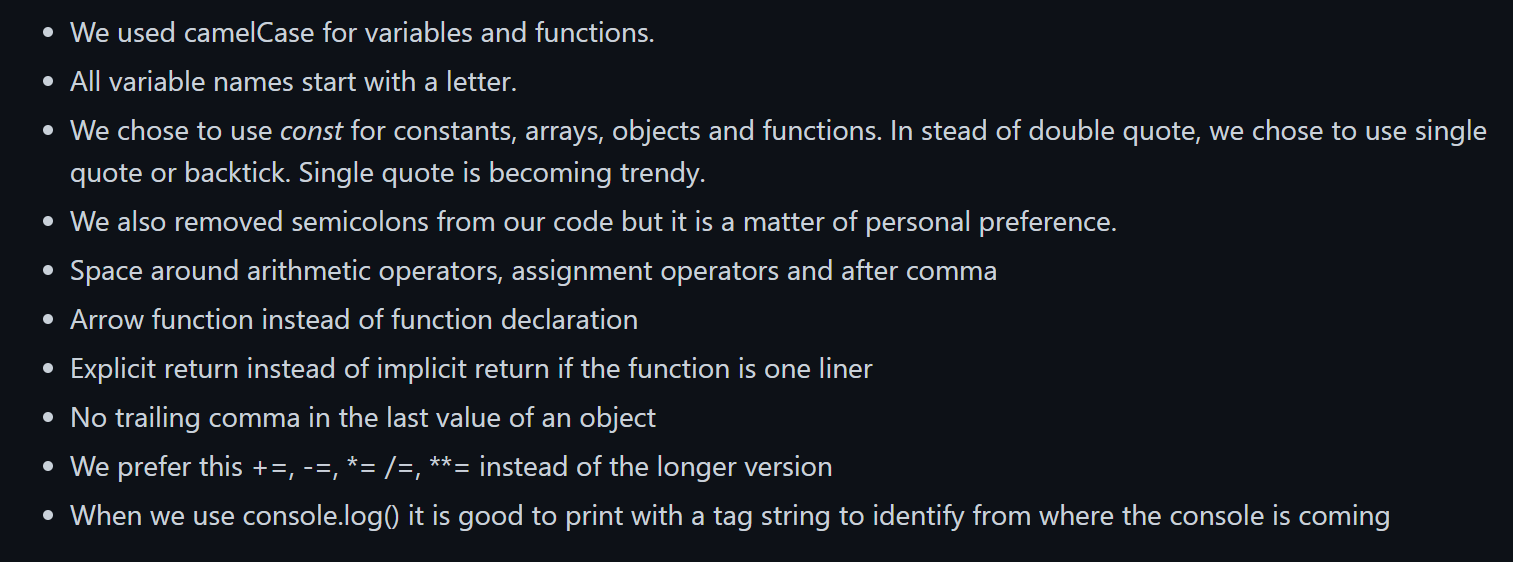 We used camelCase for variables and functions.
All variable names start with a letter.
We chose to use const for constants, arrays, objects and functions. In stead of double quote, we chose to use single
quote or backtick. Single quote is becoming trendy.
We also removed semicolons from our code but it is a matter of personal preference.
Space around arithmetic operators, assignment operators and after comma
Arrow function instead of function declaration
Explicit return instead of implicit return if the function is one liner
No trailing comma in the last value of an object
We prefer this +=, -=, *= /=, **= instead of the longer version
When we use console.log() it is good to print with a tag string to identify from where the console is coming